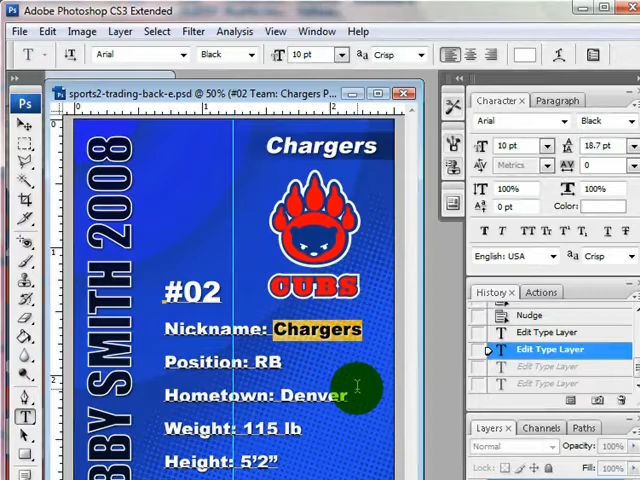 Adobe Photoshop CS3 Extended
File Edit Image Layer Select Filter Analysis View Window Help
Arial Black 10 pt Crisp
sports2-trading-back-e.psd @ 50% (#02 Team: Chargers P...
Ps
BBY SMITH 2008
Chargers
CUBS
#02
Nickname: Chargers
Position: RB
Hometown: Denver
Weight: 115 lb
Height: 5'2"
Character Paragraph
Arial Black
10 pt 18.7 pt
Metrics 0
100% 100%
0 pt Color:
English: USA Crisp
History Actions
Nudge
Edit Type Layer
Edit Type Layer
Edit Type Layer
Edit Type Layer
Layers Channels Paths
Normal Opacity: 100%
Lock: Fill: 100%